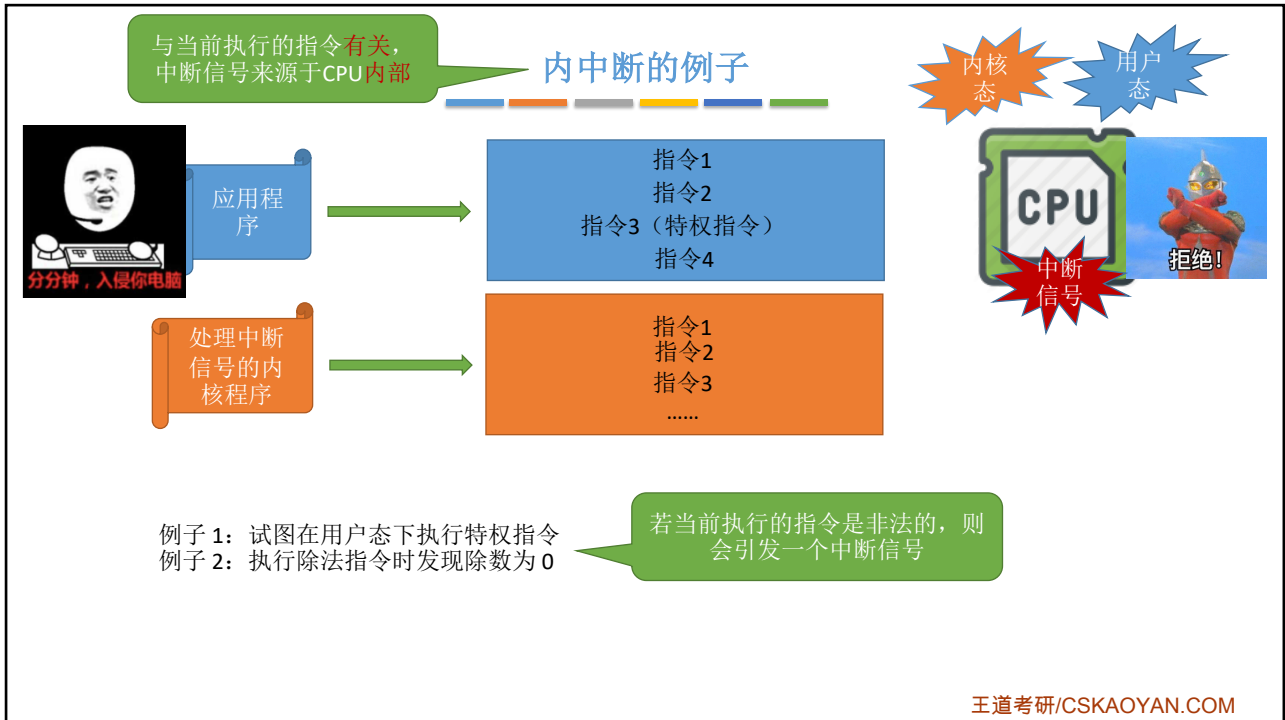 与当前执行的指令有关，
中断信号来源于CPU内部
内中断的例子
内核
态
用户
态
分分钟，入侵你电脑
应用程
序
指令1
指令2
指令3（特权指令）
指令4
CPU
拒绝！
中断
信号
处理中断
信号的内
核程序
指令1
指令2
指令3
……
例子 1：试图在用户态下执行特权指令
例子 2：执行除法指令时发现除数为 0
若当前执行的指令是非法的，则
会引发一个中断信号
王道考研/CSKAOYAN.COM